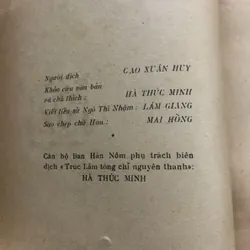 Người dịch CAO XUÂN HUY
Khảo cứu văn bản
và chú thích : HÀ THÚC MINH
Viết tiểu sử Ngô Thì Nhậm : LÂM GIANG
Sao chép chữ Hán : MAI HỒNG
*
Cán bộ Ban Hán Nôm phụ trách biên
dịch «Trúc Lâm tông chỉ nguyên thanh»:
HÀ THÚC MINH